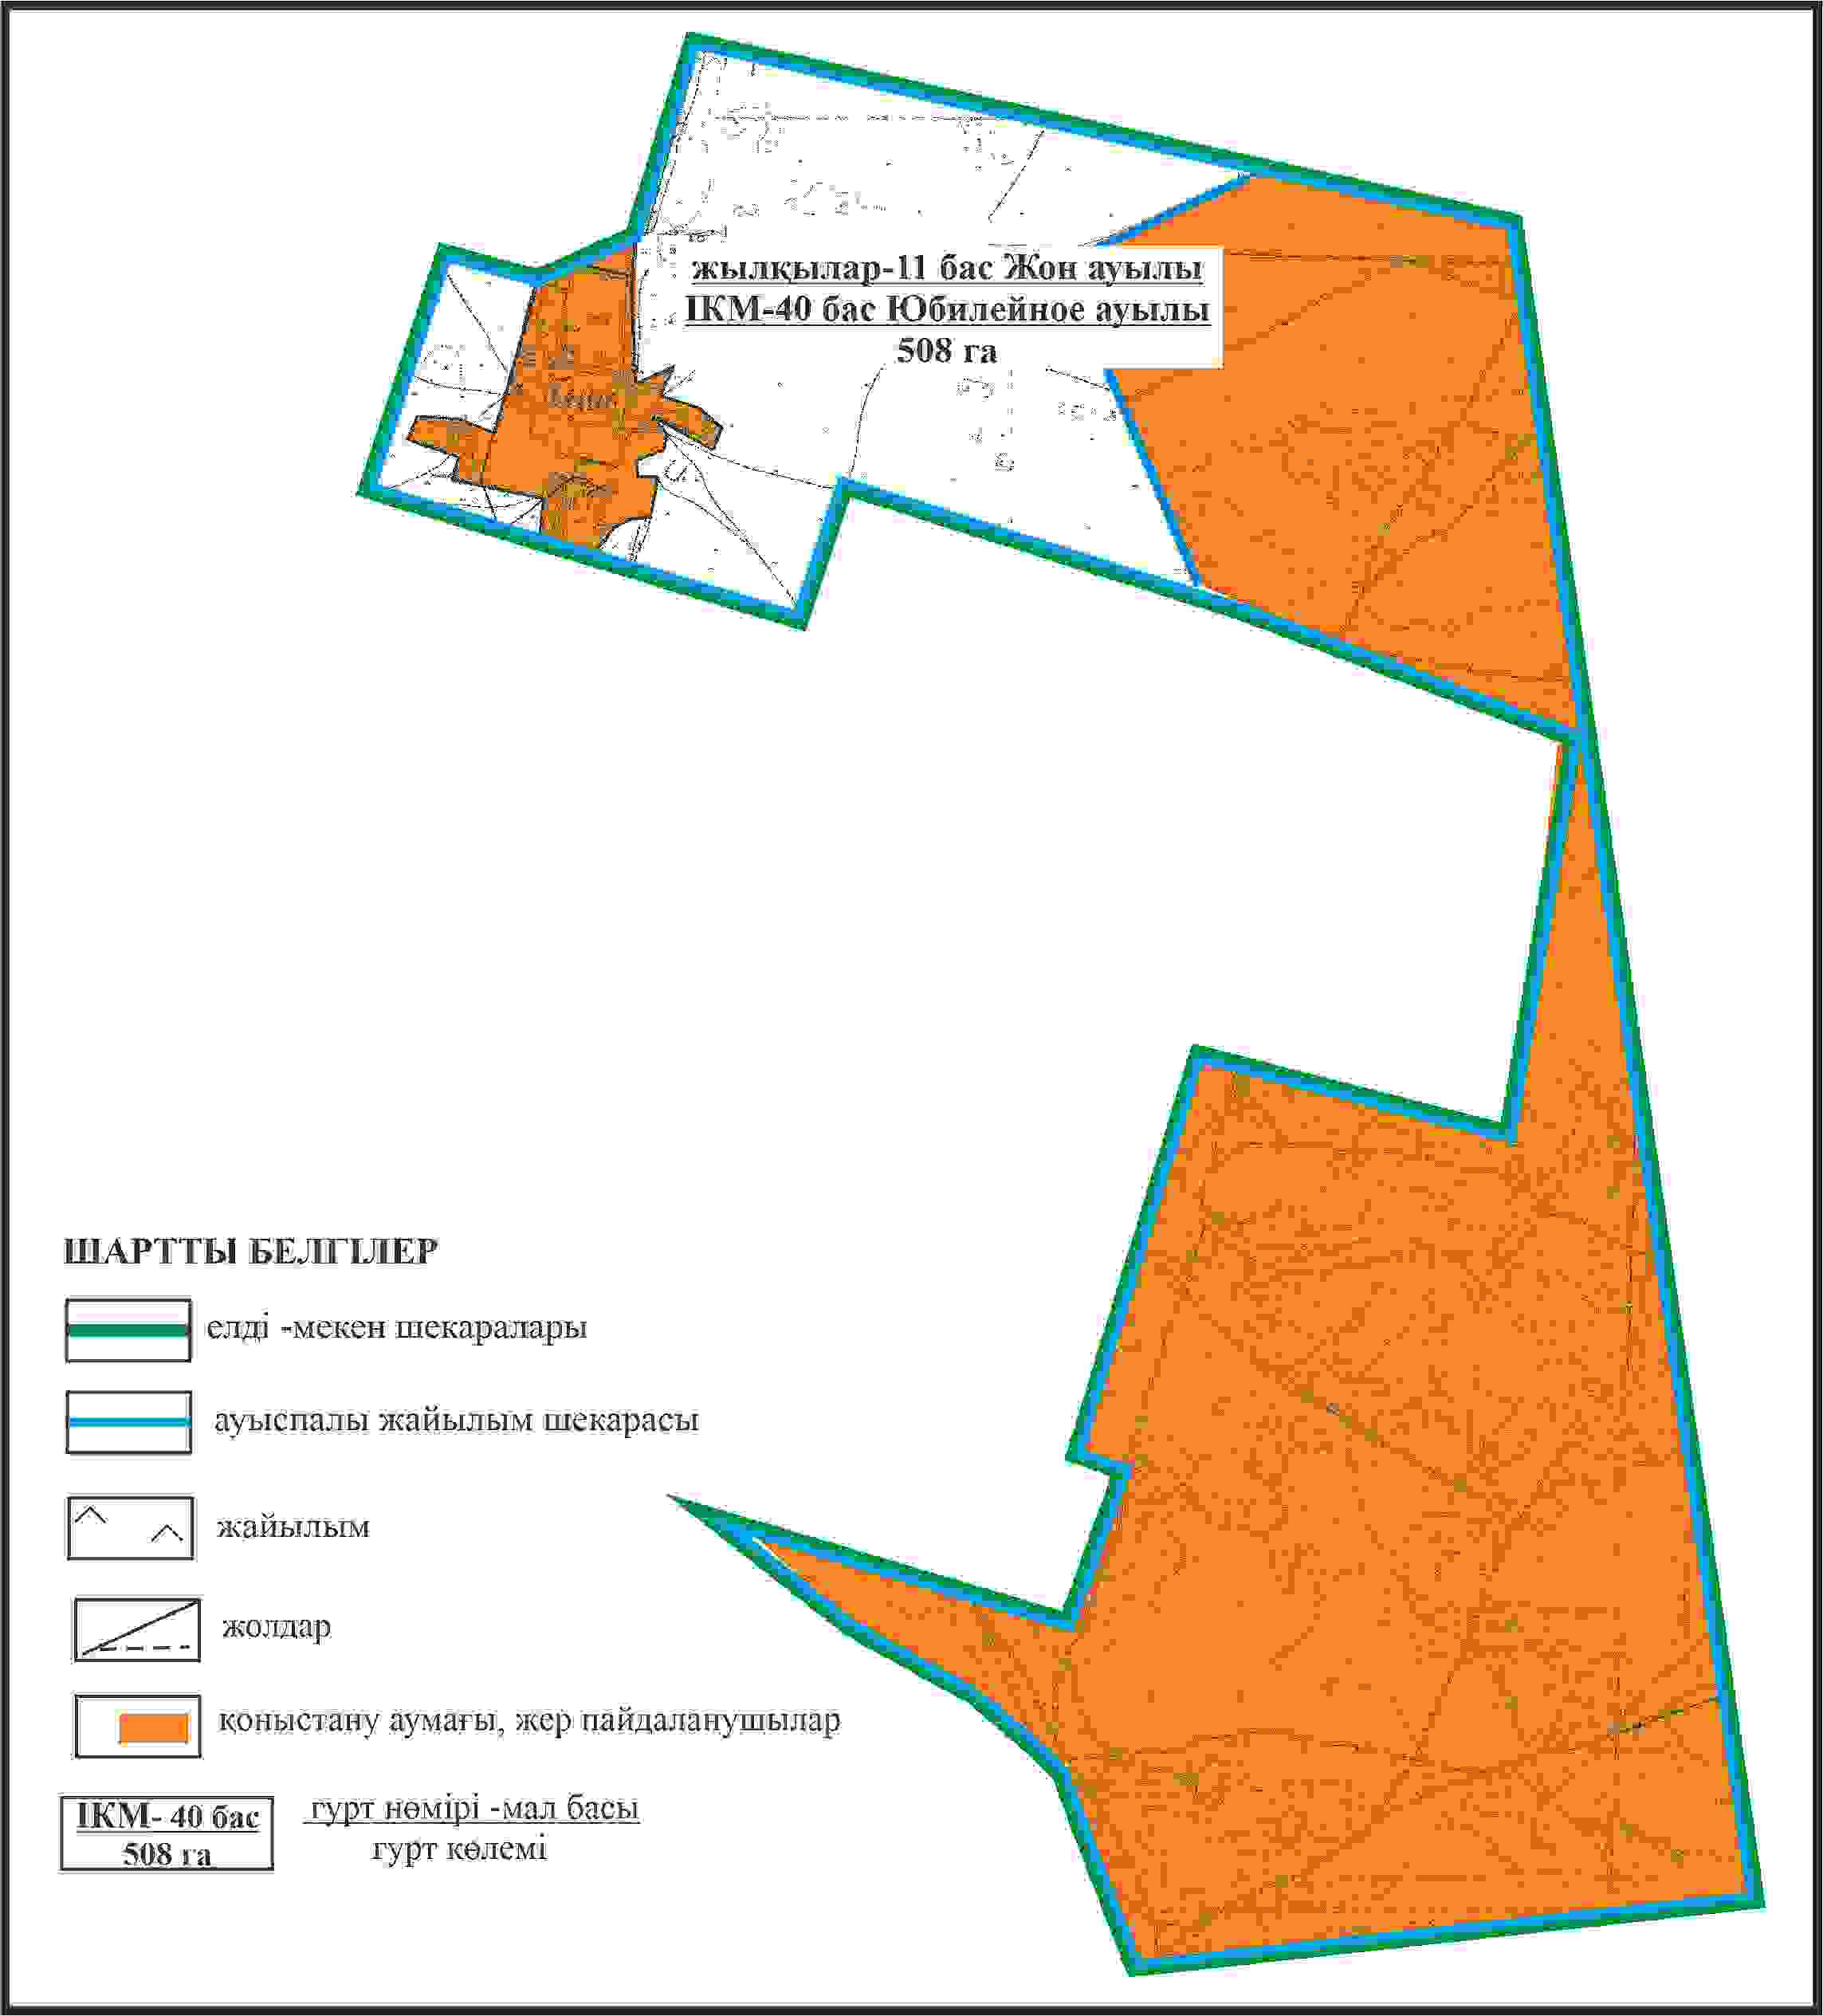 жылқылар-11 бас Жон ауылы
ІКМ-40 бас Юбилейное ауылы
508 га
ШАРТТЫ БЕЛГІЛЕР
елді -мекен шекаралары
ауыспалы жайылым шекарасы
жайылым
жолдар
қоныстану аумағы, жер пайдаланушылар
ІКМ- 40 бас
508 га
гурт нөмірі -мал басы
гурт көлемі